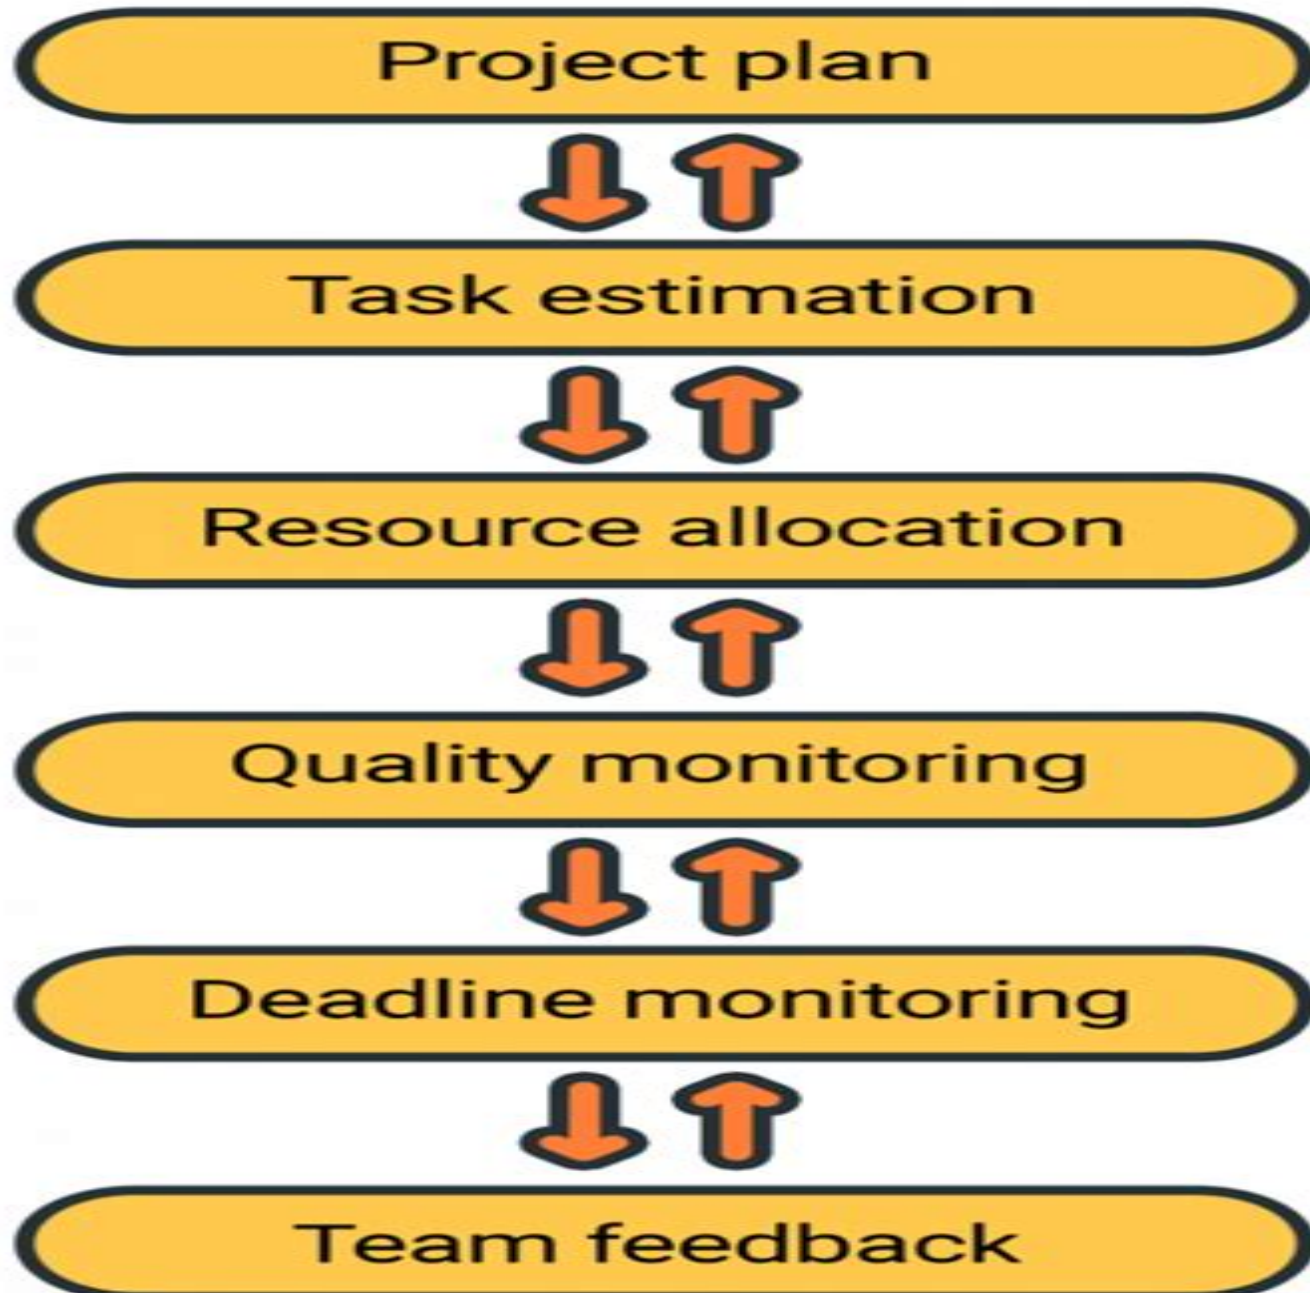 Project plan
Task estimation
Resource allocation
Quality monitoring
Deadline monitoring
Team feedback